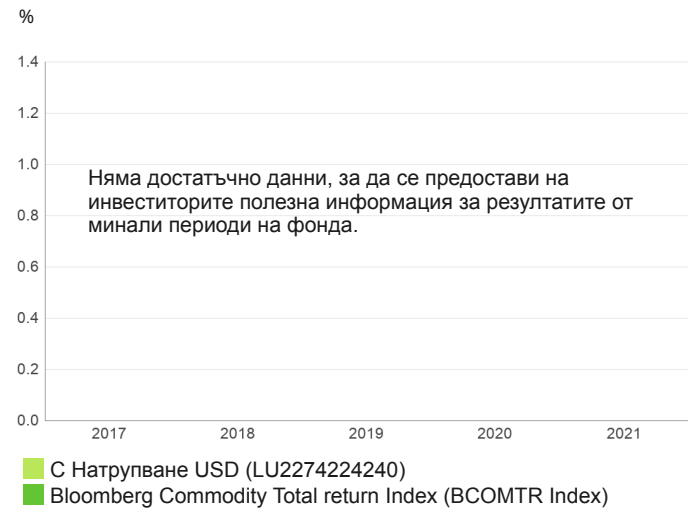 %
1.4
1.2
1.0
Няма достатъчно данни, за да се предостави на
инвеститорите полезна информация за резултатите от
0.8
минали периоди на фонда.
0.6
0.4
0.2
0.0
2017 2018 2019 2020 2021
C Натрупване USD (LU2274224240)
Bloomberg Commodity Total return Index (BCOMTR Index)